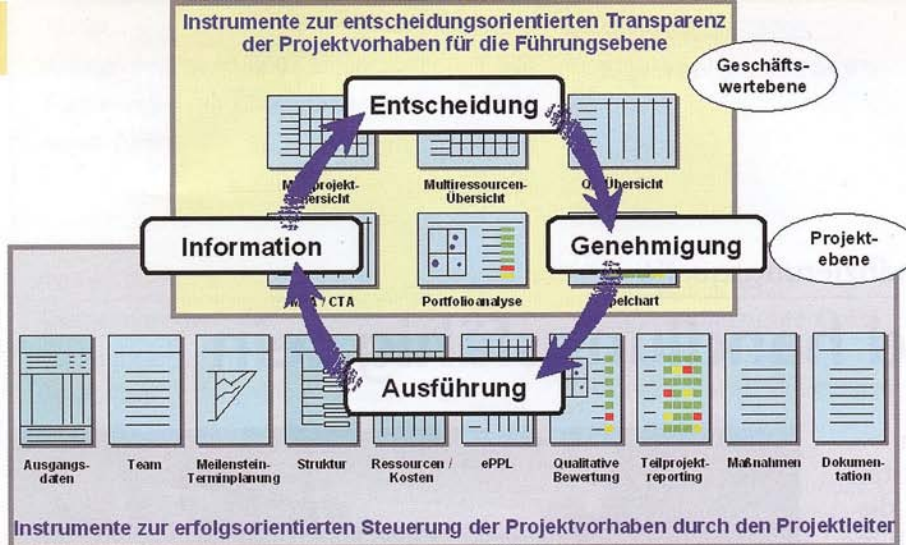 Instrumente zur entscheidungsorientierten Transparenz
der Projektvorhaben für die Führungsebene
Geschäfts-
wertebene
Entscheidung
Multiressourcen-
Übersicht
Übersicht
Information
Genehmigung
Projekt-
ebene
/ CTA
Portfolioanalyse
Ausführung
Ausgangs-
daten
Team
Meilenstein-
Terminplanung
Struktur
Ressourcen /
Kosten
ePPL
Qualitative
Bewertung
Teilprojekt-
reporting
Maßnahmen
Dokumen-
tation
Instrumente zur erfolgsorientierten Steuerung der Projektvorhaben durch den Projektleiter